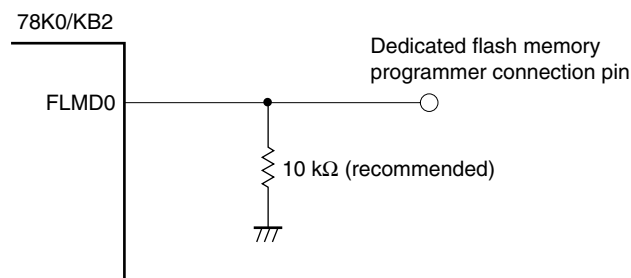 78K0/KB2
Dedicated flash memory
programmer connection pin
FLMD0
10 kΩ (recommended)